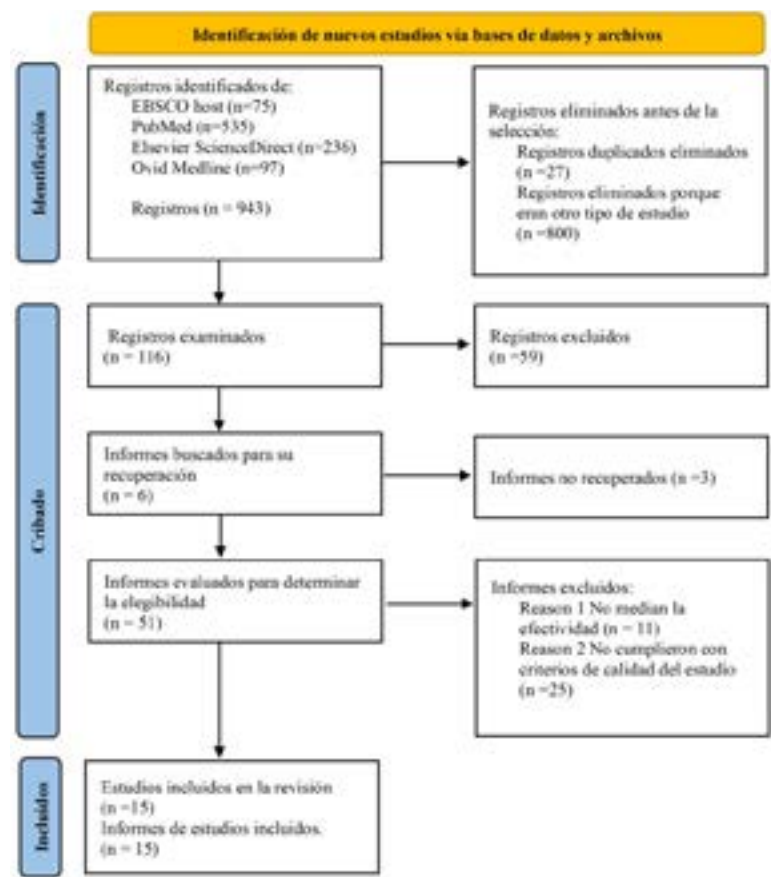 Identificación de nuevos estudios vía bases de datos y archivos
Identificación
Registros identificados de:
EBSCO host (n=75)
PubMed (n=535)
Elsevier ScienceDirect (n=236)
Ovid Medline (n=97)
Registros (n = 943)
Registros eliminados antes de la
selección:
Registros duplicados eliminados
(n =27)
Registros eliminados porque
eran otro tipo de estudio
(n =800)
Cribado
Registros examinados
(n = 116)
Registros excluidos
(n =59)
Informes buscados para su
recuperación
(n = 6)
Informes no recuperados (n =3)
Informes evaluados para determinar
la elegibilidad
(n = 51)
Informes excluidos:
Reason 1 No median la
efectividad (n = 11)
Reason 2 No cumplieron con
criterios de calidad del estudio
(n =25)
Incluidos
Estudios incluidos en la revisión
(n =15)
Informes de estudios incluidos.
(n = 15)